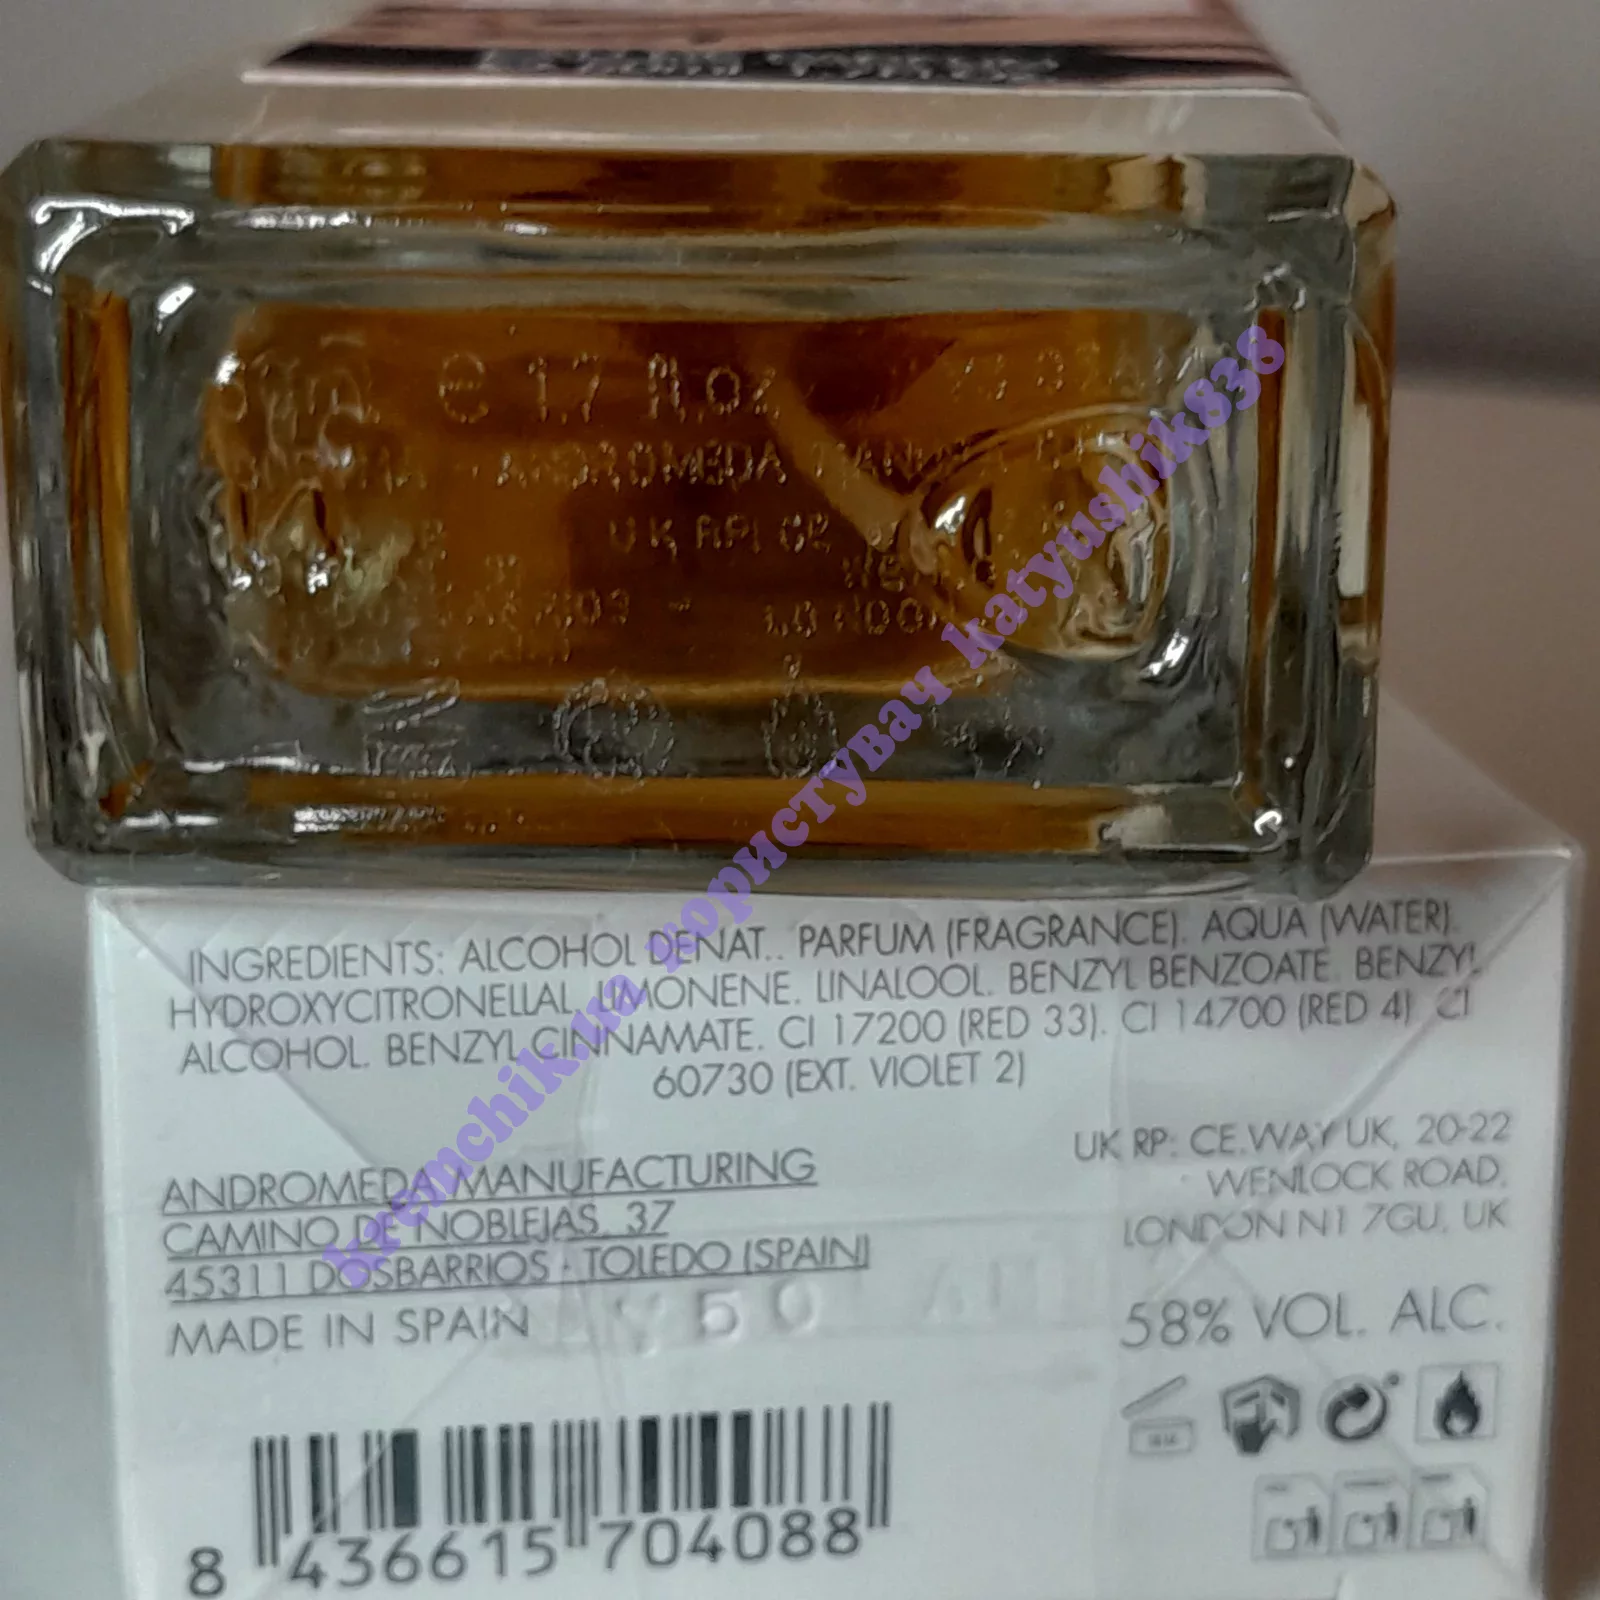 e 1.7 fl.oz
ANDROMEDA
UK RP: CE
LONDON
kremchik.ua користувач katyushik838
INGREDIENTS: ALCOHOL DENAT.. PARFUM (FRAGRANCE). AQUA (WATER).
HYDROXYCITRONELLAL. LIMONENE. LINALOOL. BENZYL BENZOATE. BENZYL
ALCOHOL. BENZYL CINNAMATE. CI 17200 (RED 33). CI 14700 (RED 4). CI
60730 (EXT. VIOLET 2)
ANDROMEDA MANUFACTURING
CAMINO DE NOBLEJAS, 37
45311 DOSBARRIOS - TOLEDO (SPAIN)
MADE IN SPAIN
UK RP: CE.WAY UK, 20-22
WENLOCK ROAD,
LONDON N1 7GU, UK
58% VOL. ALC.
8 436615 704088